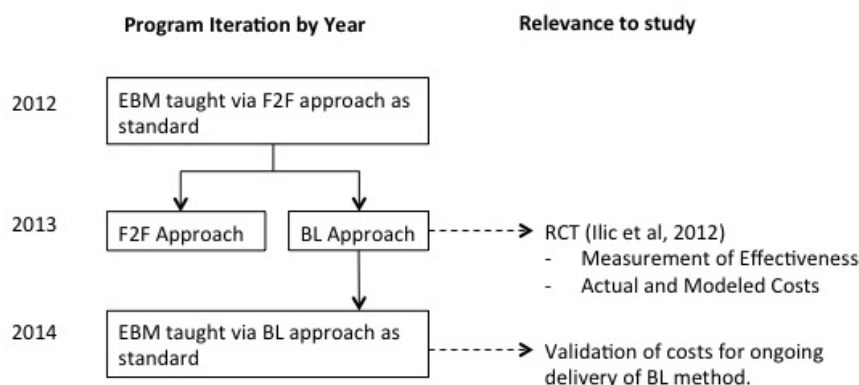 Program Iteration by Year
Relevance to study
2012
EBM taught via F2F approach as
standard
2013
F2F Approach
BL Approach
RCT (Ilic et al, 2012)
- Measurement of Effectiveness
- Actual and Modeled Costs
2014
EBM taught via BL approach as
standard
Validation of costs for ongoing
delivery of BL method.